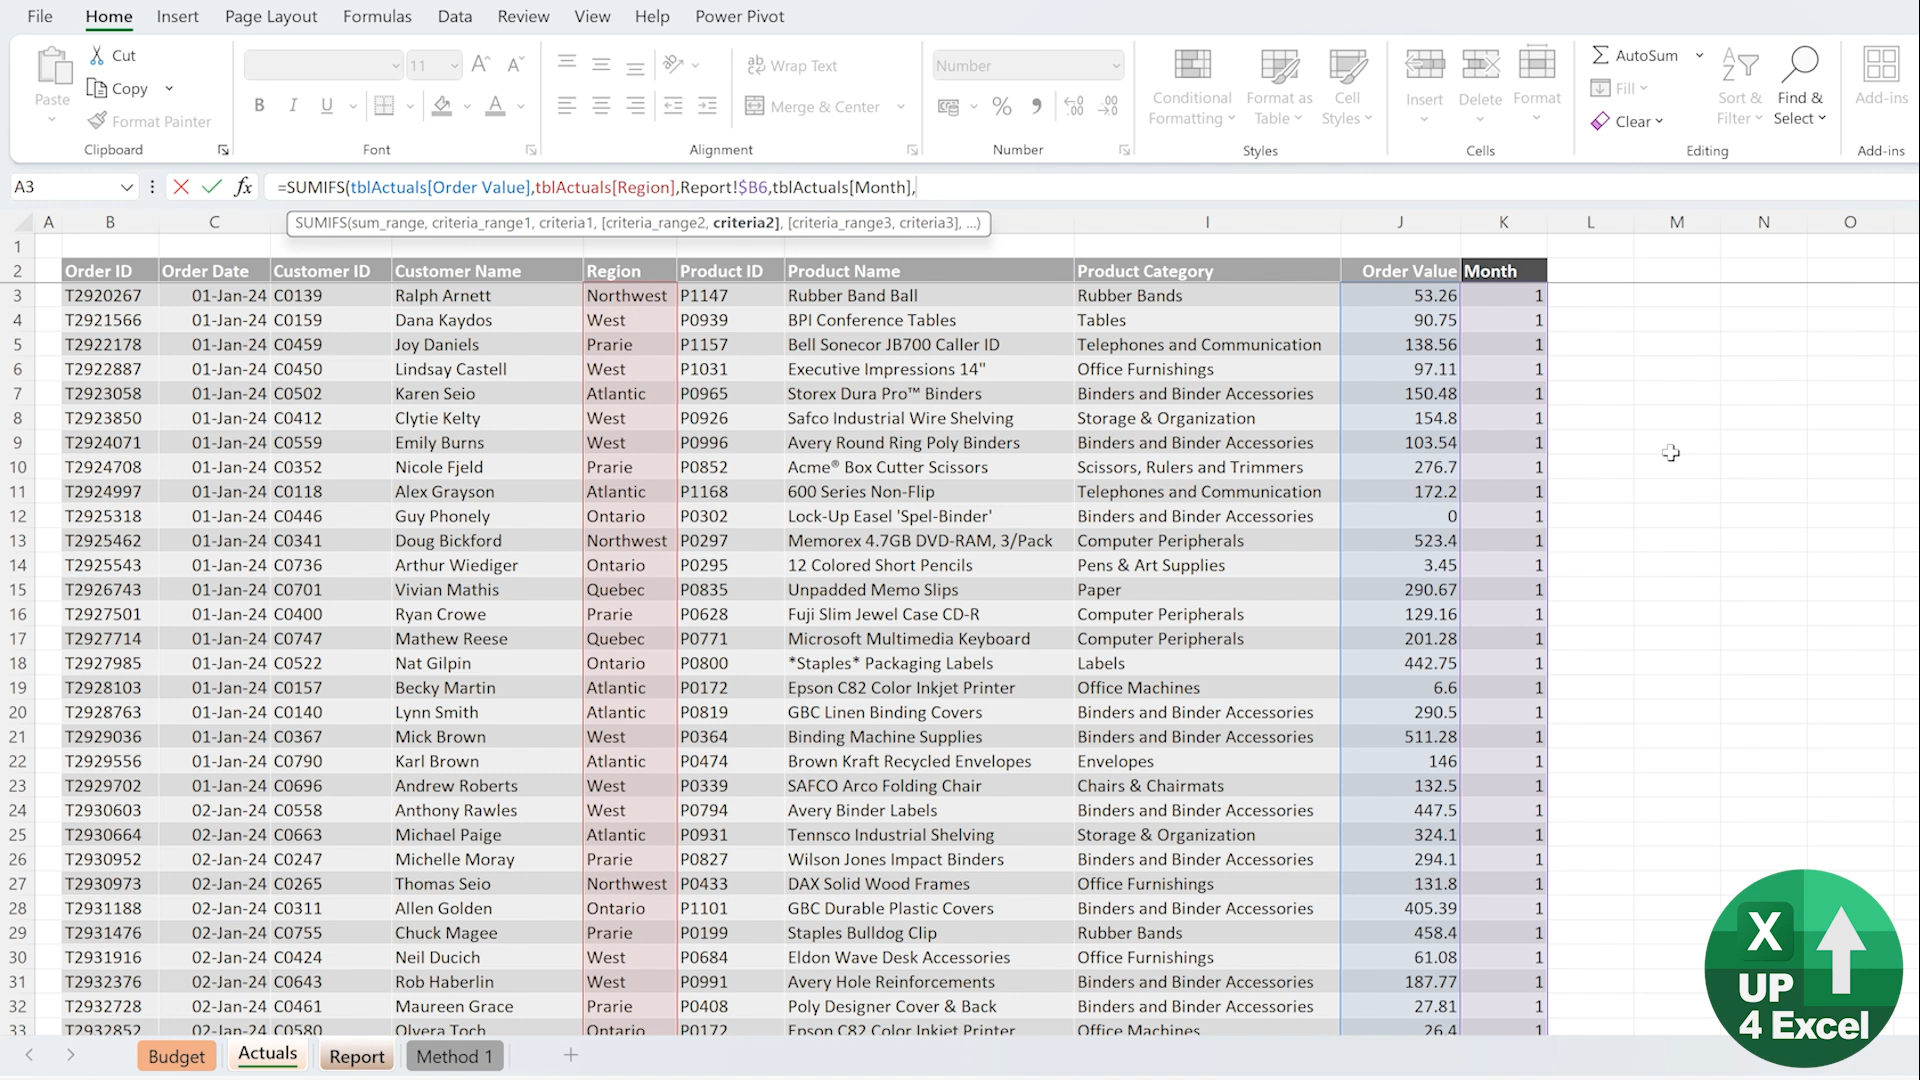 File Home Insert Page Layout Formulas Data Review View Help Power Pivot
Paste Cut Copy Format Painter Clipboard
11 B I U A Font
Wrap Text Merge & Center Alignment
Number % Number
Conditional Formatting Format as Table Cell Styles Styles
Insert Delete Format Cells
AutoSum Fill Clear Sort & Filter Find & Select Editing
Add-ins Add-ins
A3 fx =SUMIFS(tblActuals[Order Value],tblActuals[Region],Report!$B6,tblActuals[Month],
SUMIFS(sum_range, criteria_range1, criteria1, [criteria_range2, criteria2], [criteria_range3, criteria3], ...)
A B C I J K L M N O
1
2 Order ID Order Date Customer ID Customer Name Region Product ID Product Name Product Category Order Value Month
3 T2920267 01-Jan-24 C0139 Ralph Arnett Northwest P1147 Rubber Band Ball Rubber Bands 53.26 1
4 T2921566 01-Jan-24 C0159 Dana Kaydos West P0939 BPI Conference Tables Tables 90.75 1
5 T2922178 01-Jan-24 C0459 Joy Daniels Prarie P1157 Bell Sonecor JB700 Caller ID Telephones and Communication 138.56 1
6 T2922887 01-Jan-24 C0450 Lindsay Castell West P1031 Executive Impressions 14" Office Furnishings 97.11 1
7 T2923058 01-Jan-24 C0502 Karen Seio Atlantic P0965 Storex Dura Pro™ Binders Binders and Binder Accessories 150.48 1
8 T2923850 01-Jan-24 C0412 Clytie Kelty West P0926 Safco Industrial Wire Shelving Storage & Organization 154.8 1
9 T2924071 01-Jan-24 C0559 Emily Burns West P0996 Avery Round Ring Poly Binders Binders and Binder Accessories 103.54 1
10 T2924708 01-Jan-24 C0352 Nicole Fjeld Prarie P0852 Acme® Box Cutter Scissors Scissors, Rulers and Trimmers 276.7 1
11 T2924997 01-Jan-24 C0118 Alex Grayson Atlantic P1168 600 Series Non-Flip Telephones and Communication 172.2 1
12 T2925318 01-Jan-24 C0446 Guy Phonely Ontario P0302 Lock-Up Easel 'Spel-Binder' Binders and Binder Accessories 0 1
13 T2925462 01-Jan-24 C0341 Doug Bickford Northwest P0297 Memorex 4.7GB DVD-RAM, 3/Pack Computer Peripherals 523.4 1
14 T2925543 01-Jan-24 C0736 Arthur Wiediger Ontario P0295 12 Colored Short Pencils Pens & Art Supplies 3.45 1
15 T2926743 01-Jan-24 C0701 Vivian Mathis Quebec P0835 Unpadded Memo Slips Paper 290.67 1
16 T2927501 01-Jan-24 C0400 Ryan Crowe Prarie P0628 Fuji Slim Jewel Case CD-R Computer Peripherals 129.16 1
17 T2927714 01-Jan-24 C0747 Mathew Reese Quebec P0771 Microsoft Multimedia Keyboard Computer Peripherals 201.28 1
18 T2927985 01-Jan-24 C0522 Nat Gilpin Ontario P0800 *Staples* Packaging Labels Labels 442.75 1
19 T2928103 01-Jan-24 C0157 Becky Martin Atlantic P0172 Epson C82 Color Inkjet Printer Office Machines 6.6 1
20 T2928763 01-Jan-24 C0140 Lynn Smith Atlantic P0819 GBC Linen Binding Covers Binders and Binder Accessories 290.5 1
21 T2929036 01-Jan-24 C0367 Mick Brown West P0364 Binding Machine Supplies Binders and Binder Accessories 511.28 1
22 T2929556 01-Jan-24 C0790 Karl Brown Atlantic P0474 Brown Kraft Recycled Envelopes Envelopes 146 1
23 T2929702 01-Jan-24 C0696 Andrew Roberts West P0339 SAFCO Arco Folding Chair Chairs & Chairmats 132.5 1
24 T2930603 02-Jan-24 C0558 Anthony Rawles West P0794 Avery Binder Labels Binders and Binder Accessories 447.5 1
25 T2930664 02-Jan-24 C0663 Michael Paige Atlantic P0931 Tennsco Industrial Shelving Storage & Organization 324.1 1
26 T2930952 02-Jan-24 C0247 Michelle Moray Prarie P0827 Wilson Jones Impact Binders Binders and Binder Accessories 294.1 1
27 T2930973 02-Jan-24 C0265 Thomas Seio Northwest P0433 DAX Solid Wood Frames Office Furnishings 131.8 1
28 T2931188 02-Jan-24 C0311 Allen Golden Ontario P1101 GBC Durable Plastic Covers Binders and Binder Accessories 405.39 1
29 T2931476 02-Jan-24 C0755 Chuck Magee Prarie P0199 Staples Bulldog Clip Rubber Bands 458.4 1
30 T2931916 02-Jan-24 C0424 Neil Ducich West P0684 Eldon Wave Desk Accessories Office Furnishings 61.08 1
31 T2932376 02-Jan-24 C0643 Rob Haberlin West P0991 Avery Hole Reinforcements Binders and Binder Accessories 187.77 1
32 T2932728 02-Jan-24 C0461 Maureen Grace Prarie P0408 Poly Designer Cover & Back Binders and Binder Accessories 27.81 1
33 T2932852 02-Jan-24 C0580 Olvera Toch Ontario P0172 Epson C82 Color Inkjet Printer Office Machines 26.4 1
Budget Actuals Report Method 1
X UP
4 Excel